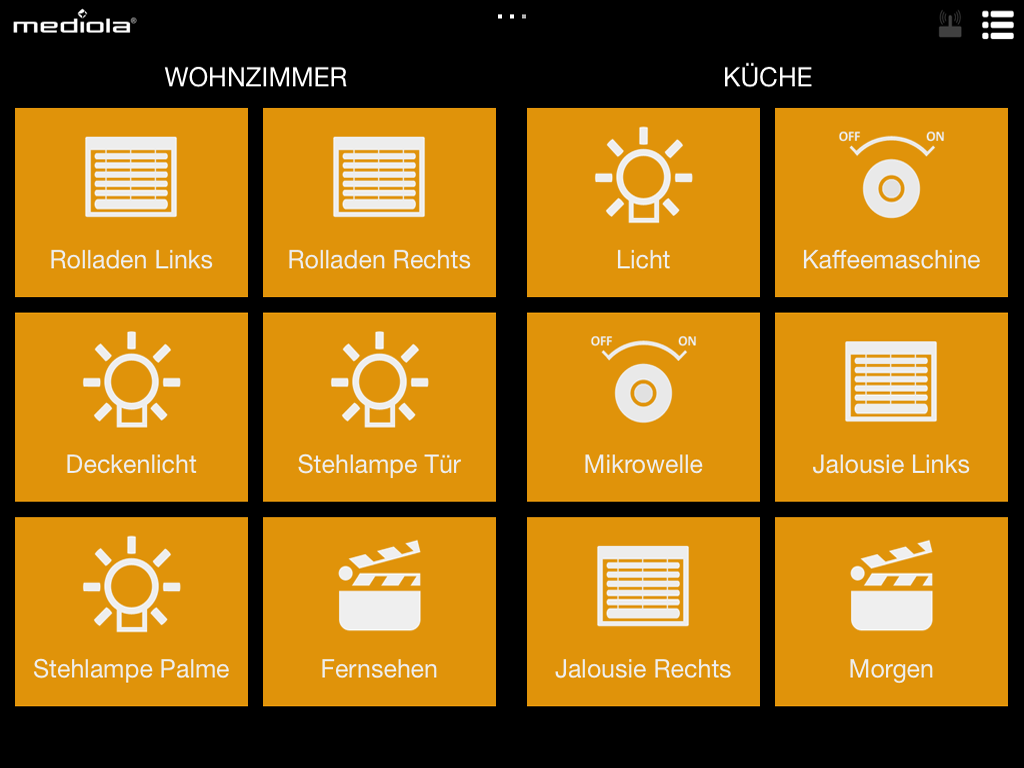 mediola®
WOHNZIMMER
Rolladen Links
Rolladen Rechts
Deckenlicht
Stehlampe Tür
Stehlampe Palme
Fernsehen
KÜCHE
Licht
OFF ON
Kaffeemaschine
OFF ON
Mikrowelle
Jalousie Links
Jalousie Rechts
Morgen